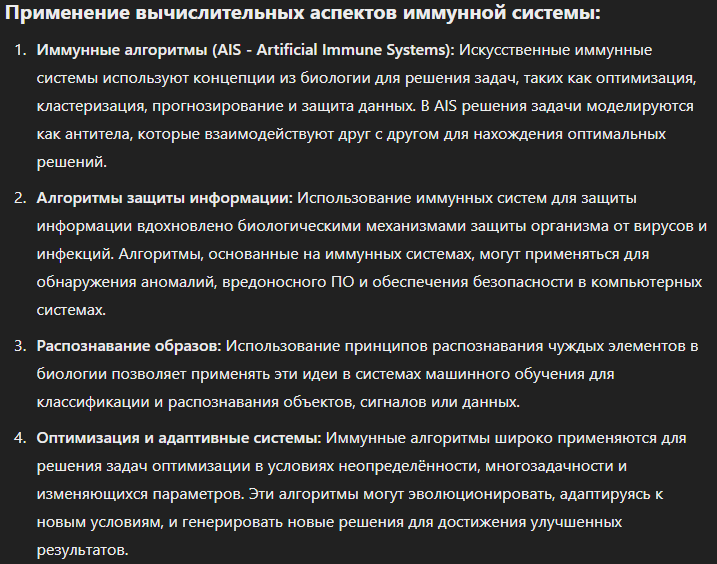 Применение вычислительных аспектов иммунной системы:
1. Иммунные алгоритмы (AIS - Artificial Immune Systems): Искусственные иммунные
системы используют концепции из биологии для решения задач, таких как оптимизация,
кластеризация, прогнозирование и защита данных. В AIS решения задачи моделируются
как антитела, которые взаимодействуют друг с другом для нахождения оптимальных
решений.
2. Алгоритмы защиты информации: Использование иммунных систем для защиты
информации вдохновлено биологическими механизмами защиты организма от вирусов и
инфекций. Алгоритмы, основанные на иммунных системах, могут применяться для
обнаружения аномалий, вредоносного ПО и обеспечения безопасности в компьютерных
системах.
3. Распознавание образов: Использование принципов распознавания чуждых элементов в
биологии позволяет применять эти идеи в системах машинного обучения для
классификации и распознавания объектов, сигналов или данных.
4. Оптимизация и адаптивные системы: Иммунные алгоритмы широко применяются для
решения задач оптимизации в условиях неопределённости, многозадачности и
изменяющихся параметров. Эти алгоритмы могут эволюционировать, адаптируясь к
новым условиям, и генерировать новые решения для достижения улучшенных
результатов.